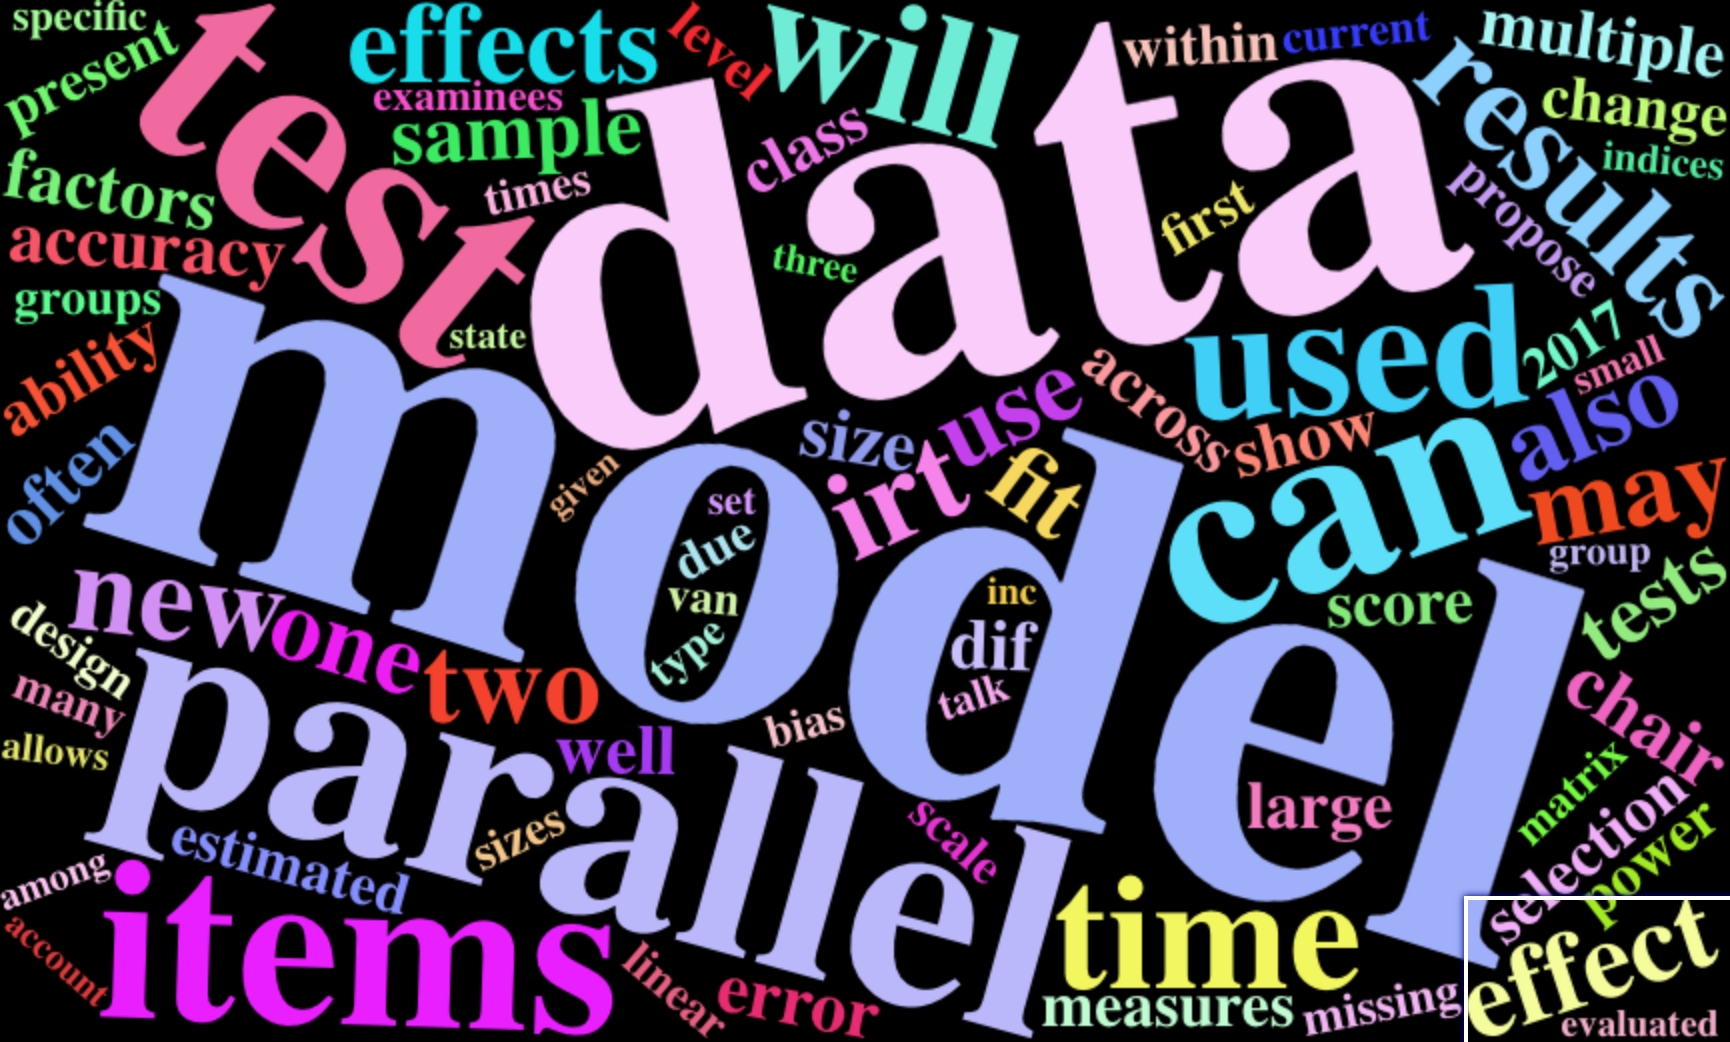 specific
present
test
effects
examinees
sample
times
level
will
class
data
within
current
multiple
results
change
indices
propose
first
three
factors
accuracy
groups
state
ability
often
model
given
size
irt
use
fit
across
show
used
2017
small
also
can
may
group
tests
score
set
due
van
type
inc
dif
talk
new
one
two
design
many
allows
parallel
well
bias
large
chair
matrix
selection
power
estimated
sizes
scale
among
account
items
linear
error
time
measures
missing
effect
evaluated